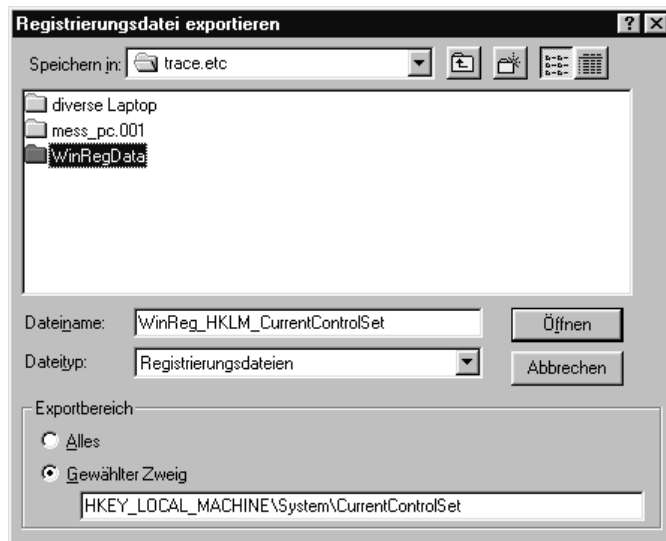 Registrierungsdatei exportieren
Speichern in: trace.etc
diverse Laptop
mess_pc.001
WinRegData
Dateiname: WinReg_HKLM_CurrentControlSet Öffnen
Dateityp: Registrierungsdateien Abbrechen
Exportbereich
Alles
Gewählter Zweig
HKEY_LOCAL_MACHINE\System\CurrentControlSet